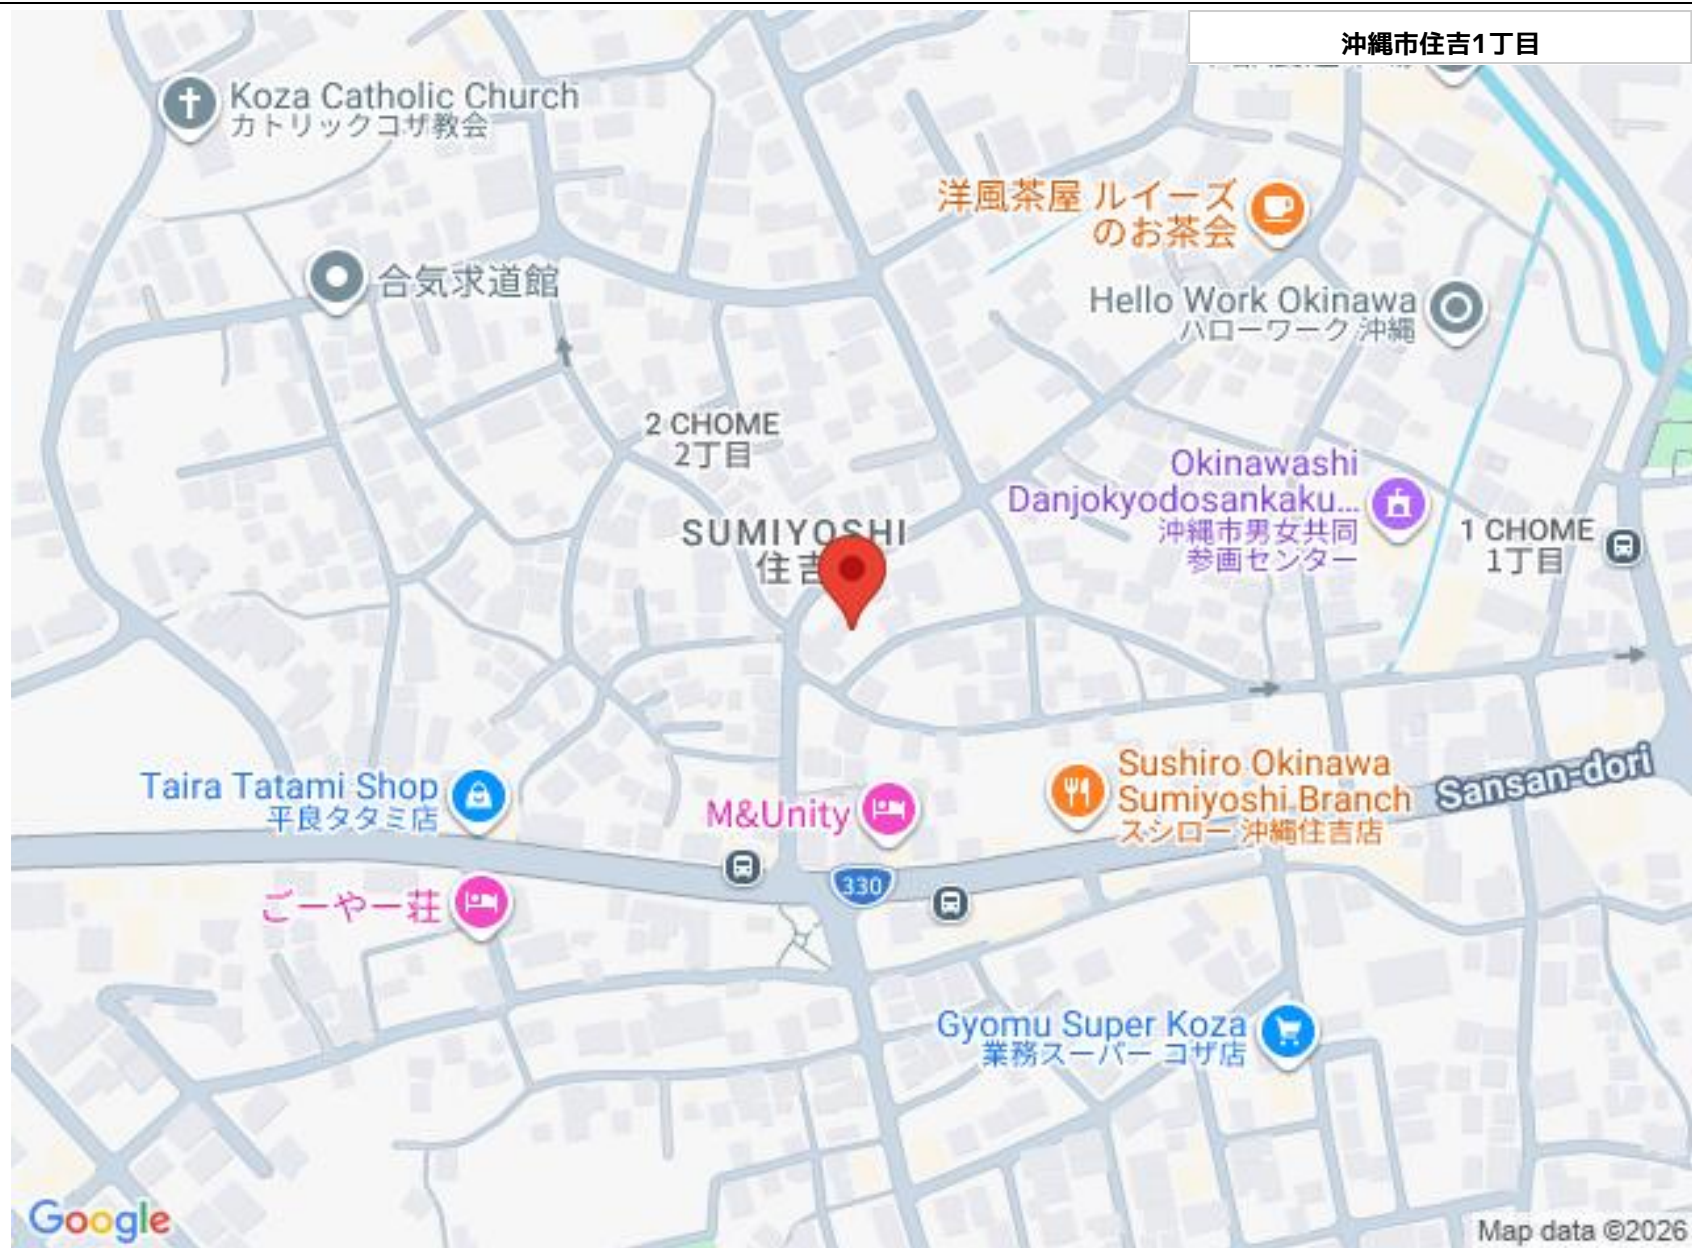 沖縄市住吉1丁目
Koza Catholic Church
カトリックコザ教会
洋風茶屋 ルイーズ
のお茶会
合気求道館
Hello Work Okinawa
ハローワーク 沖縄
2 CHOME
2丁目
Okinawashi
Danjokyodosankaku...
沖縄市男女共同
参画センター
1 CHOME
1丁目
SUMIYOSHI
住吉
Taira Tatami Shop
平良タタミ店
M&Unity
Sushiro Okinawa
Sumiyoshi Branch
スシロー 沖縄住吉店
Sansan-dori
330
ごーやー荘
Gyomu Super Koza
業務スーパー コザ店
Google
Map data ©2026